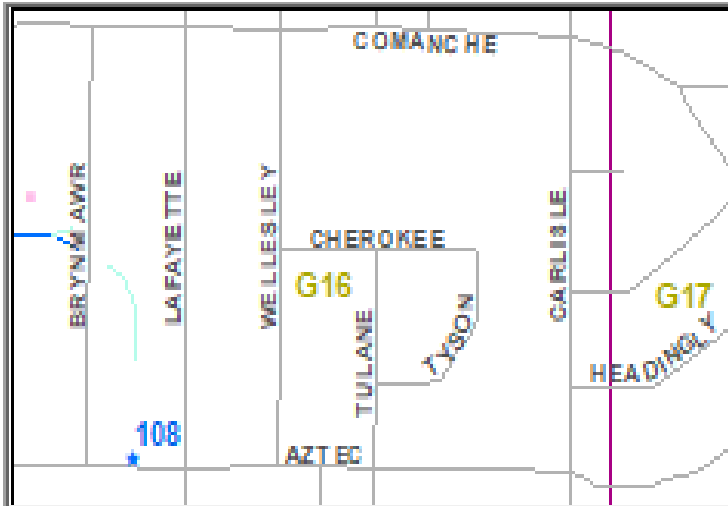 COMANCHE
BRYN MAWR
LAFAYETTE
WELLESLEY
CHEROKEE
CARLISLE
G16
G17
TULANE
TYSON
HEADINGLY
108
AZTEC